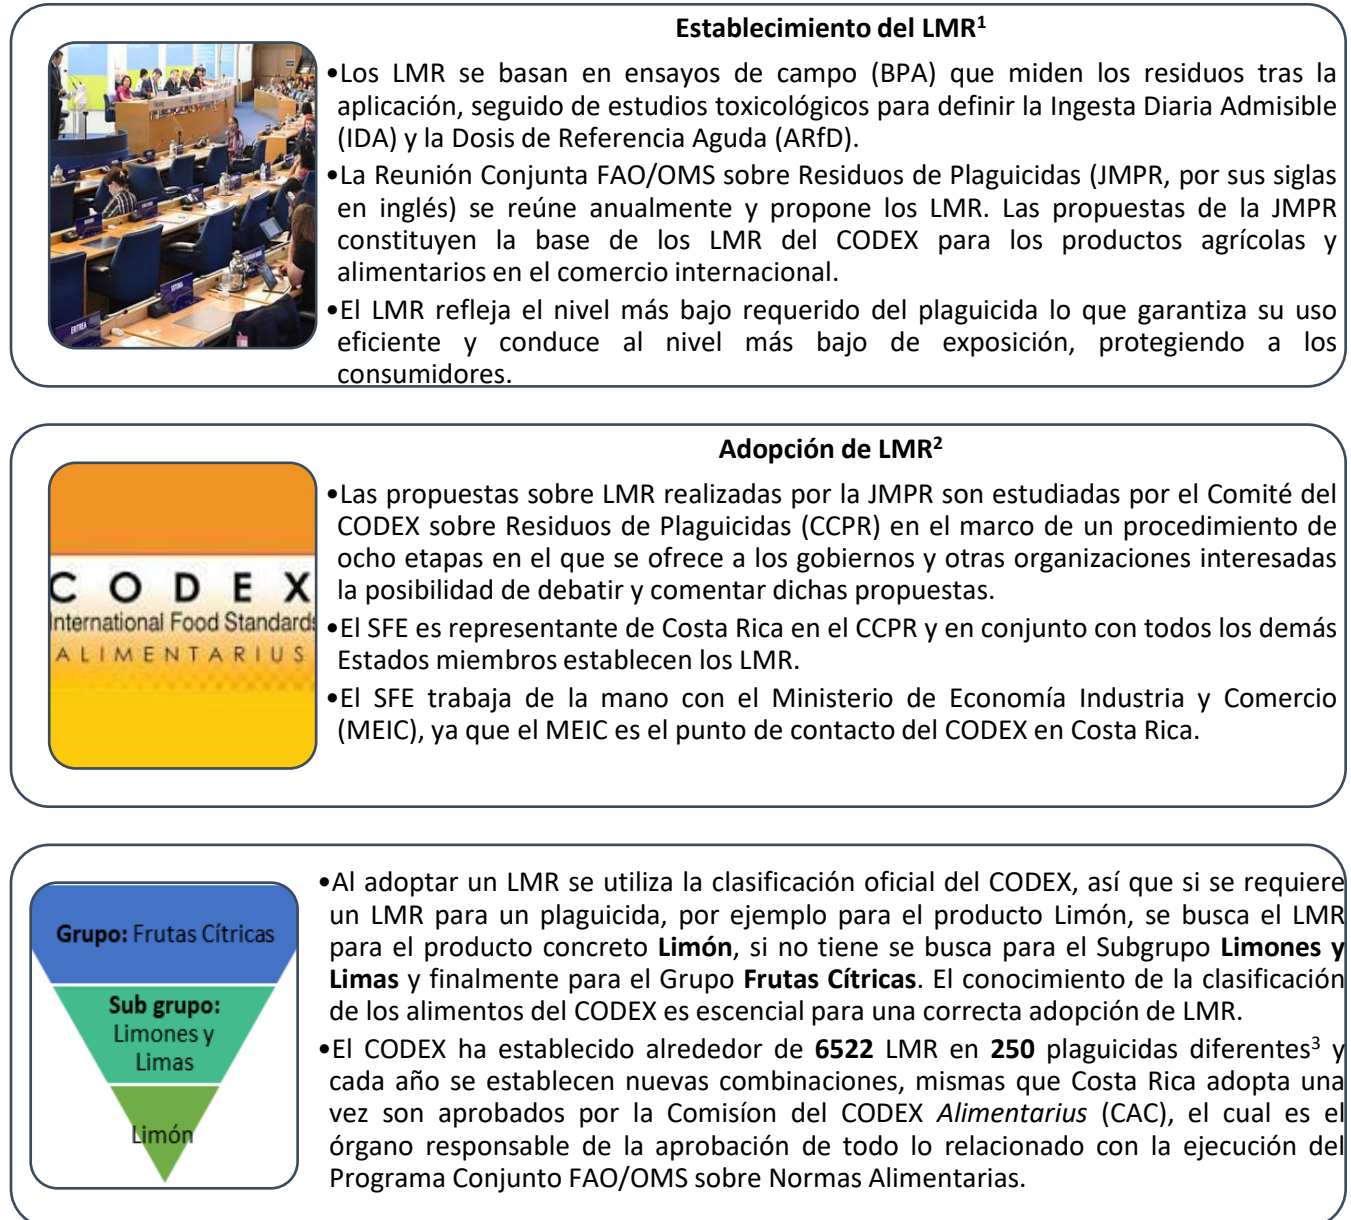 Establecimiento del LMR¹
•Los LMR se basan en ensayos de campo (BPA) que miden los residuos tras la
aplicación, seguido de estudios toxicológicos para definir la Ingesta Diaria Admisible
(IDA) y la Dosis de Referencia Aguda (ARfD).
•La Reunión Conjunta FAO/OMS sobre Residuos de Plaguicidas (JMPR, por sus siglas
en inglés) se reúne anualmente y propone los LMR. Las propuestas de la JMPR
constituyen la base de los LMR del CODEX para los productos agrícolas y
alimentarios en el comercio internacional.
•El LMR refleja el nivel más bajo requerido del plaguicida lo que garantiza su uso
eficiente y conduce al nivel más bajo de exposición, protegiendo a los
consumidores.
ERITREA
Adopción de LMR²
CODEX
International Food Standards
ALIMENTARIUS
•Las propuestas sobre LMR realizadas por la JMPR son estudiadas por el Comité del
CODEX sobre Residuos de Plaguicidas (CCPR) en el marco de un procedimiento de
ocho etapas en el que se ofrece a los gobiernos y otras organizaciones interesadas
la posibilidad de debatir y comentar dichas propuestas.
•El SFE es representante de Costa Rica en el CCPR y en conjunto con todos los demás
Estados miembros establecen los LMR.
•El SFE trabaja de la mano con el Ministerio de Economía Industria y Comercio
(MEIC), ya que el MEIC es el punto de contacto del CODEX en Costa Rica.
Grupo: Frutas Cítricas
Sub grupo:
Limones y
Limas
Limón
•Al adoptar un LMR se utiliza la clasificación oficial del CODEX, así que si se requiere
un LMR para un plaguicida, por ejemplo para el producto Limón, se busca el LMR
para el producto concreto Limón, si no tiene se busca para el Subgrupo Limones y
Limas y finalmente para el Grupo Frutas Cítricas. El conocimiento de la clasificación
de los alimentos del CODEX es escencial para una correcta adopción de LMR.
•El CODEX ha establecido alrededor de 6522 LMR en 250 plaguicidas diferentes³ y
cada año se establecen nuevas combinaciones, mismas que Costa Rica adopta una
vez son aprobados por la Comisíon del CODEX Alimentarius (CAC), el cual es el
órgano responsable de la aprobación de todo lo relacionado con la ejecución del
Programa Conjunto FAO/OMS sobre Normas Alimentarias.